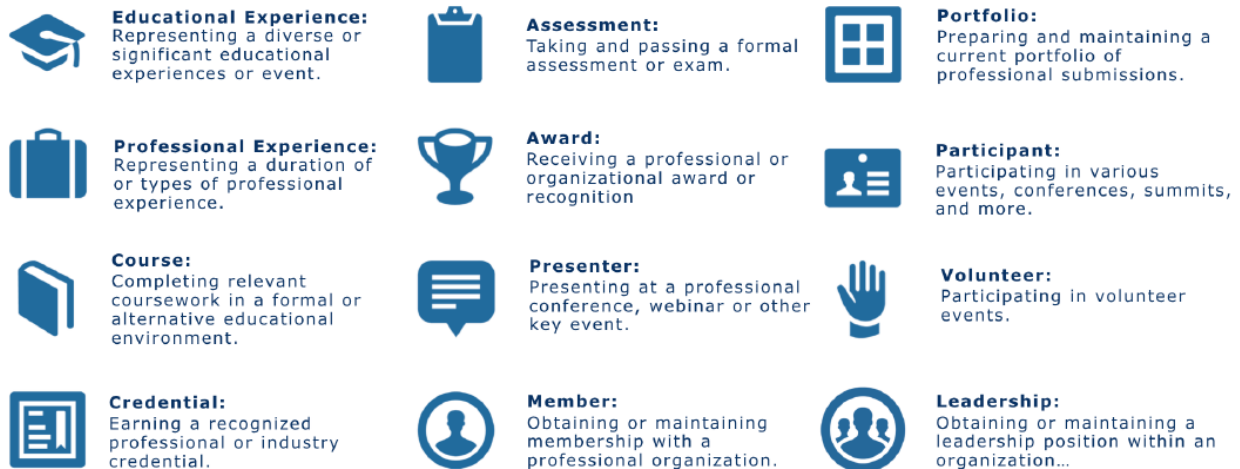 Educational Experience:
Representing a diverse or
significant educational
experiences or event.
Assessment:
Taking and passing a formal
assessment or exam.
Portfolio:
Preparing and maintaining a
current portfolio of
professional submissions.
Professional Experience:
Representing a duration of
or types of professional
experience.
Award:
Receiving a professional or
organizational award or
recognition
Participant:
Participating in various
events, conferences, summits,
and more.
Course:
Completing relevant
coursework in a formal or
alternative educational
environment.
Presenter:
Presenting at a professional
conference, webinar or other
key event.
Volunteer:
Participating in volunteer
events.
Credential:
Earning a recognized
professional or industry
credential.
Member:
Obtaining or maintaining
membership with a
professional organization.
Leadership:
Obtaining or maintaining a
leadership position within an
organization…